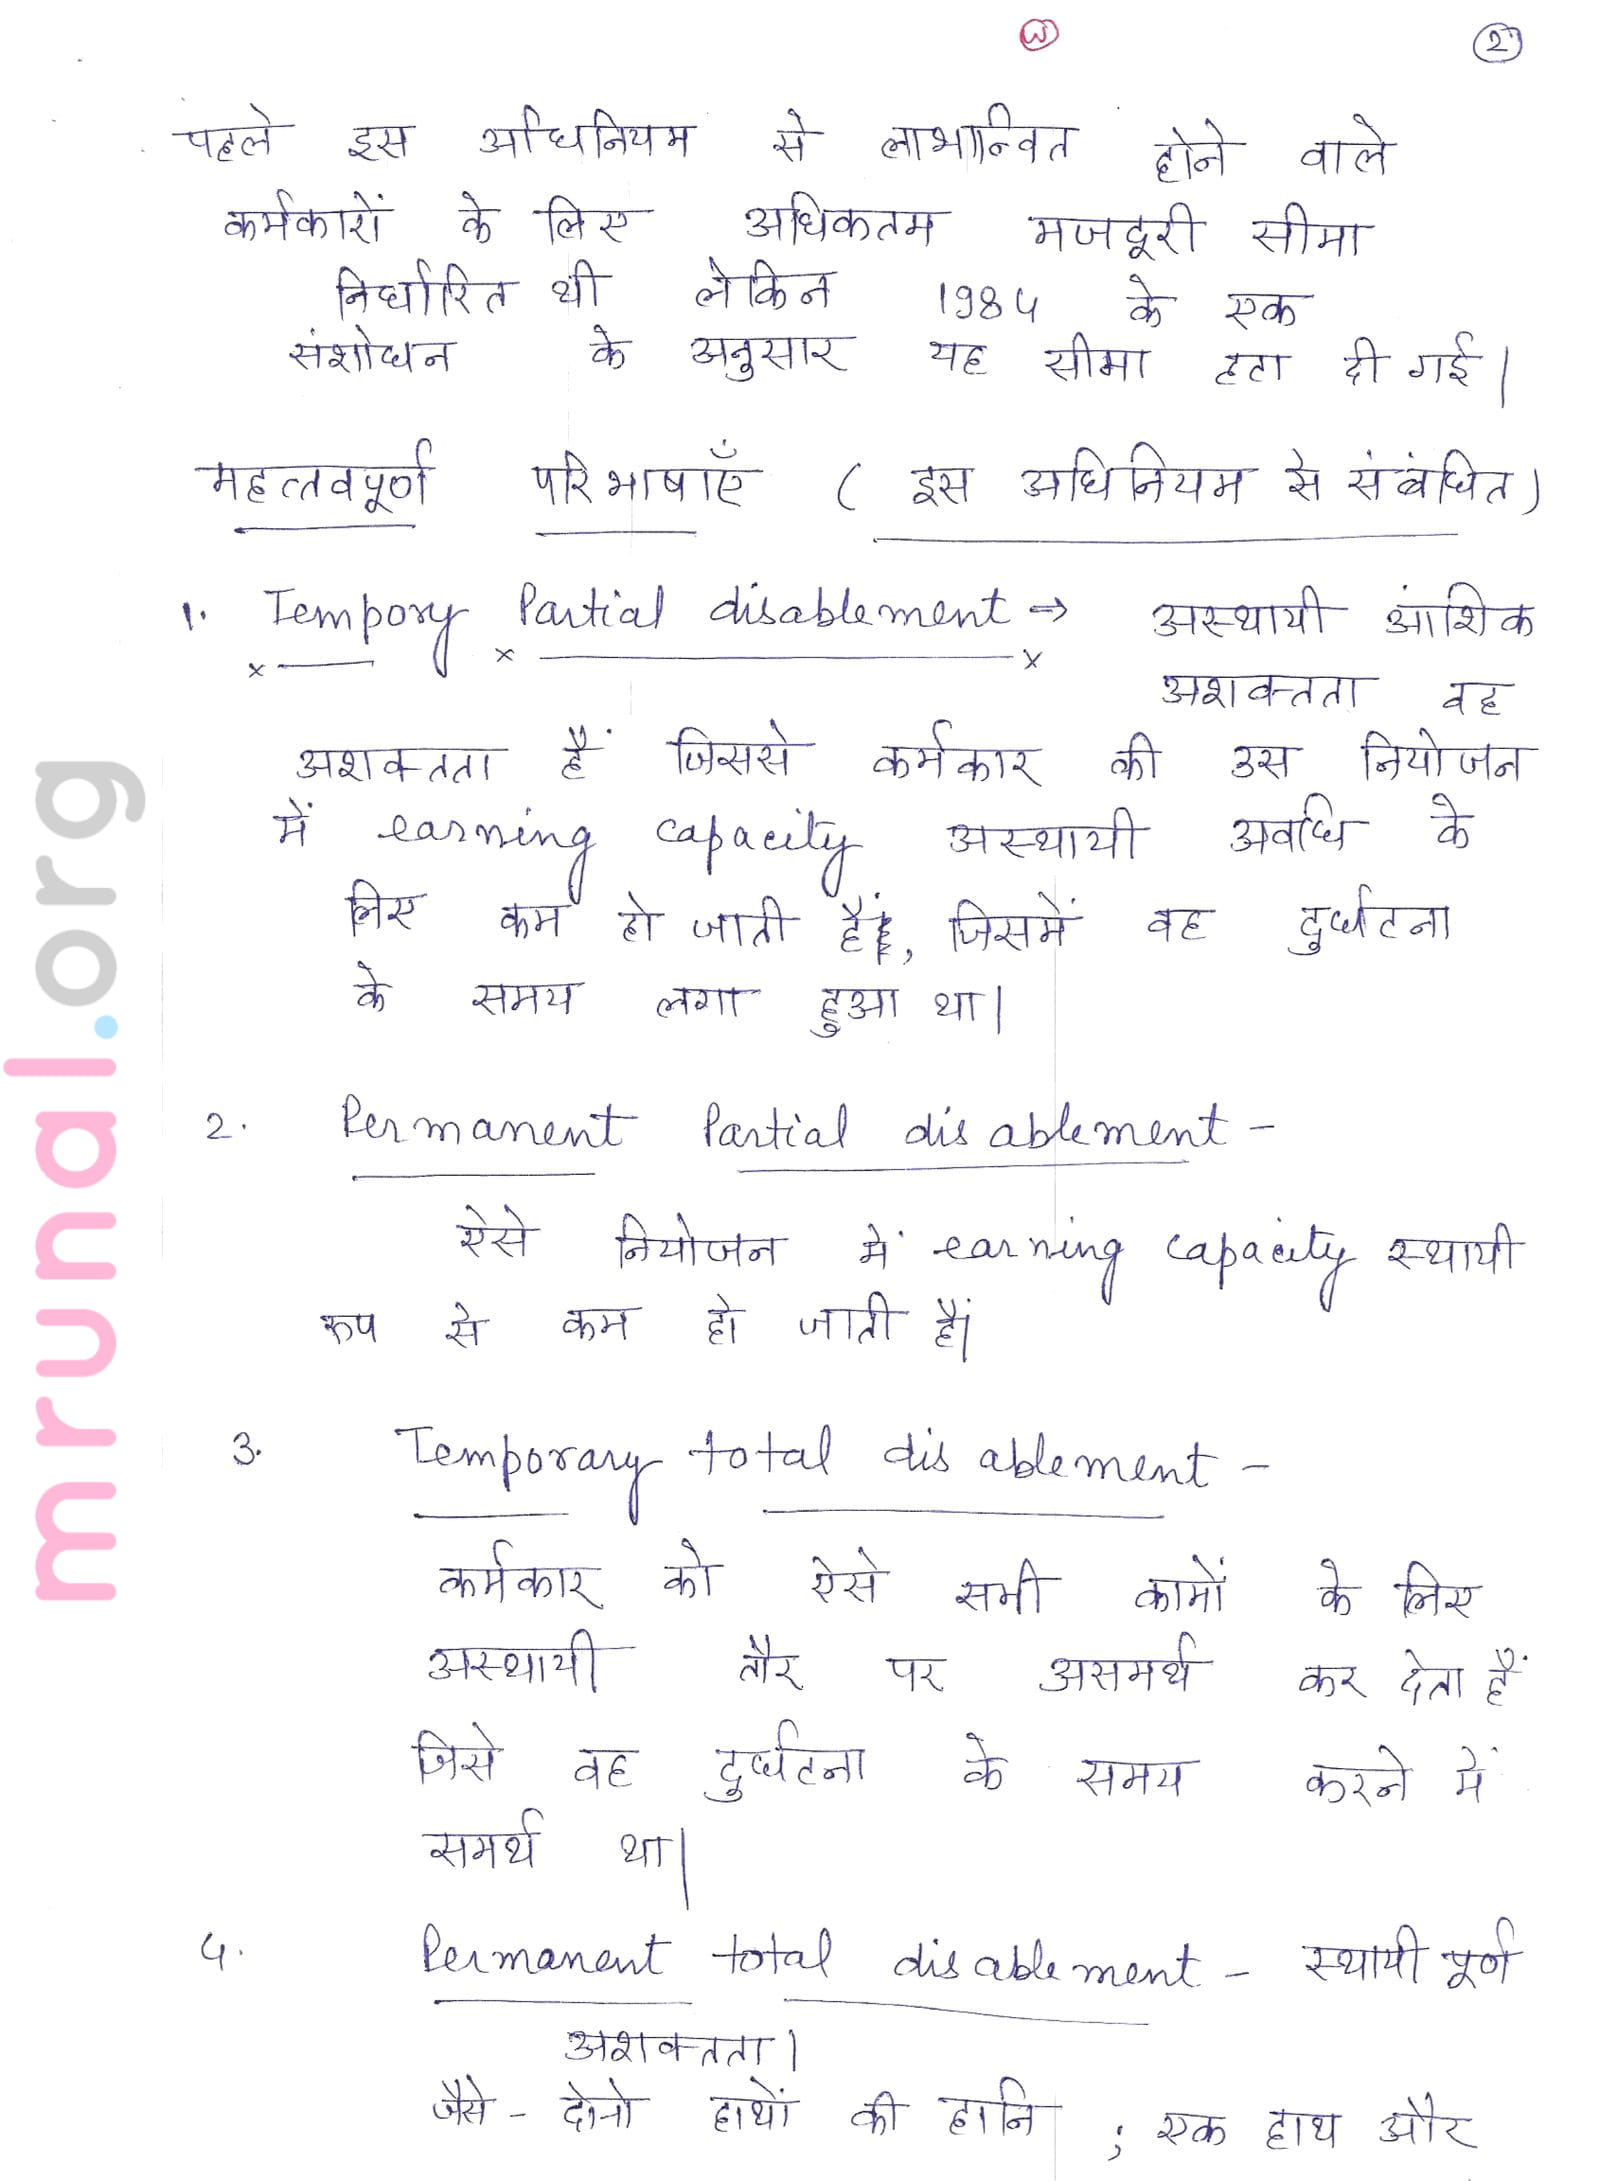 W
2
पहले इस अधिनियम से लाभान्वित होने वाले
कर्मकारों के लिए अधिकतम मजदूरी सीमा
निर्धारित थी लेकिन 1984 के एक
संशोधन के अनुसार यह सीमा हटा दी गई।
महत्तवपूर्ण परिभाषाएँ ( इस अधिनियम से संबंधित)
1. Tempory Partial disablement ⇒ अस्थायी आंशिक
अशक्तता वह
अशक्तता हैं जिससे कर्मकार की उस नियोजन
में earning capacity अस्थायी अवधि के
लिए कम हो जाती हैं, जिसमें वह दुर्घटना
के समय लगा हुआ था।
2. Permanent Partial disablement -
ऐसे नियोजन में earning capacity स्थायी
रूप से कम हो जाती हैं।
3. Temporary total disablement -
कर्मकार को ऐसे सभी कामों के लिए
अस्थायी तौर पर असमर्थ कर देता हैं
जिसे वह दुर्घटना के समय करने में
समर्थ था।
4. Permanent total disablement - स्थायी पूर्ण
अशक्तता।
जैसे - दोनो हाथों की हानि ; एक हाथ और
mrunal.org